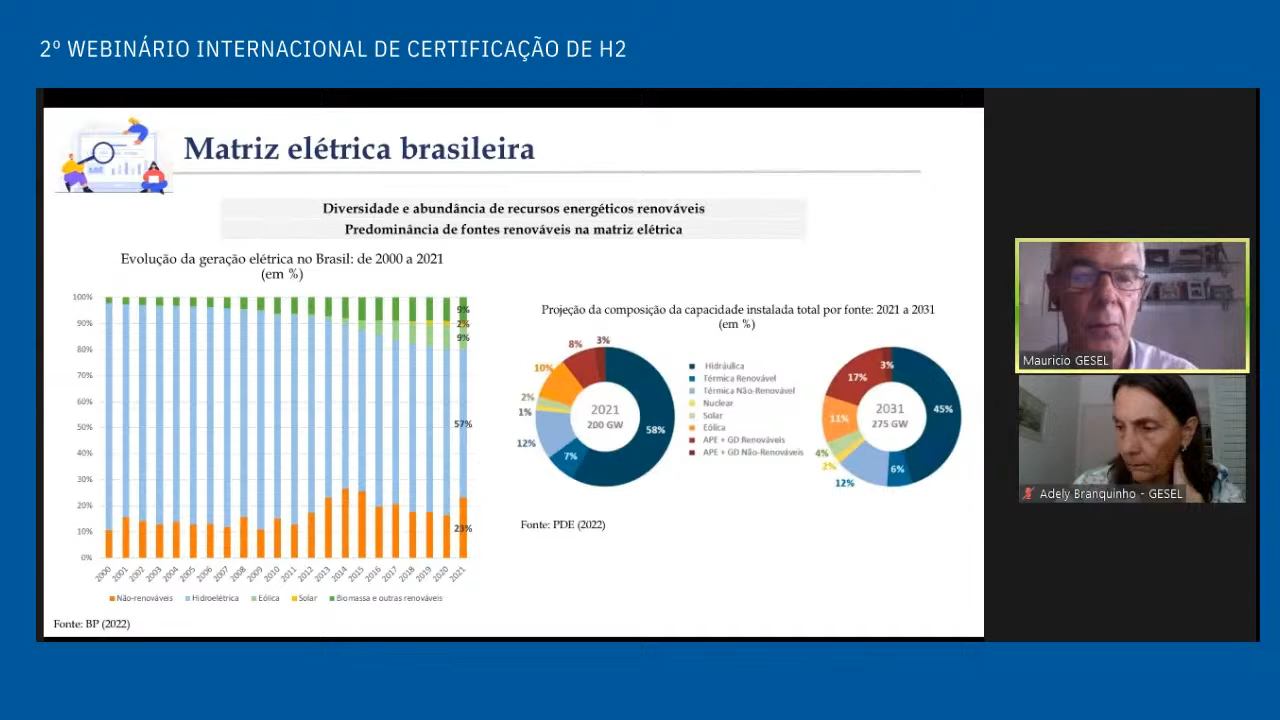 2º WEBINÁRIO INTERNACIONAL DE CERTIFICAÇÃO DE H2
Matriz elétrica brasileira
Diversidade e abundância de recursos energéticos renováveis
Predominância de fontes renováveis na matriz elétrica
Evolução da geração elétrica no Brasil: de 2000 a 2021
(em %)
100%
90%
80%
70%
60%
50%
40%
30%
20%
10%
0%
9%
2%
9%
57%
23%
2000 2001 2002 2003 2004 2005 2006 2007 2008 2009 2010 2011 2012 2013 2014 2015 2016 2017 2018 2019 2020 2021
Não-renováveis Hidroelétrica Eólica Solar Biomassa e outras renováveis
Fonte: BP (2022)
Projeção da composição da capacidade instalada total por fonte: 2021 a 2031
(em %)
3%
8%
10%
2%
1%
12%
7%
58%
2021
200 GW
Hidráulica
Térmica Renovável
Térmica Não-Renovável
Nuclear
Solar
Eólica
APE + GD Renováveis
APE + GD Não-Renováveis
3%
17%
11%
4%
2%
12%
6%
45%
2031
275 GW
Fonte: PDE (2022)
Mauricio GESEL
Adely Branquinho - GESEL